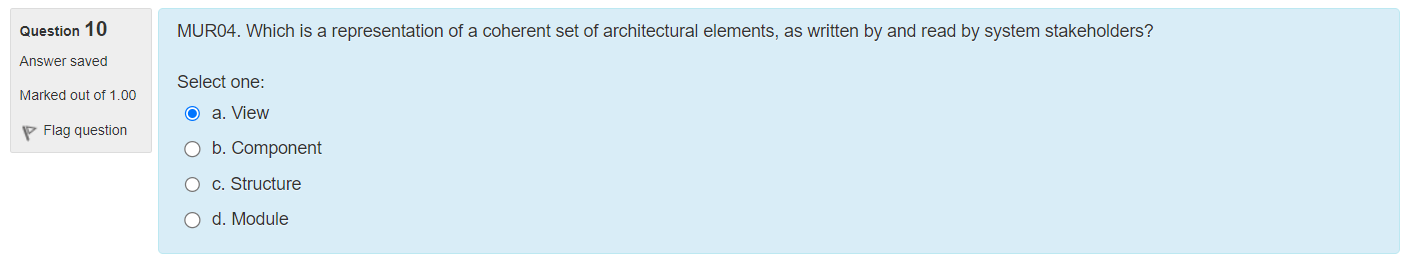 Question 10
Answer saved
Marked out of 1.00
Flag question
MUR04. Which is a representation of a coherent set of architectural elements, as written by and read by system stakeholders?
Select one:
a. View
b. Component
c. Structure
d. Module